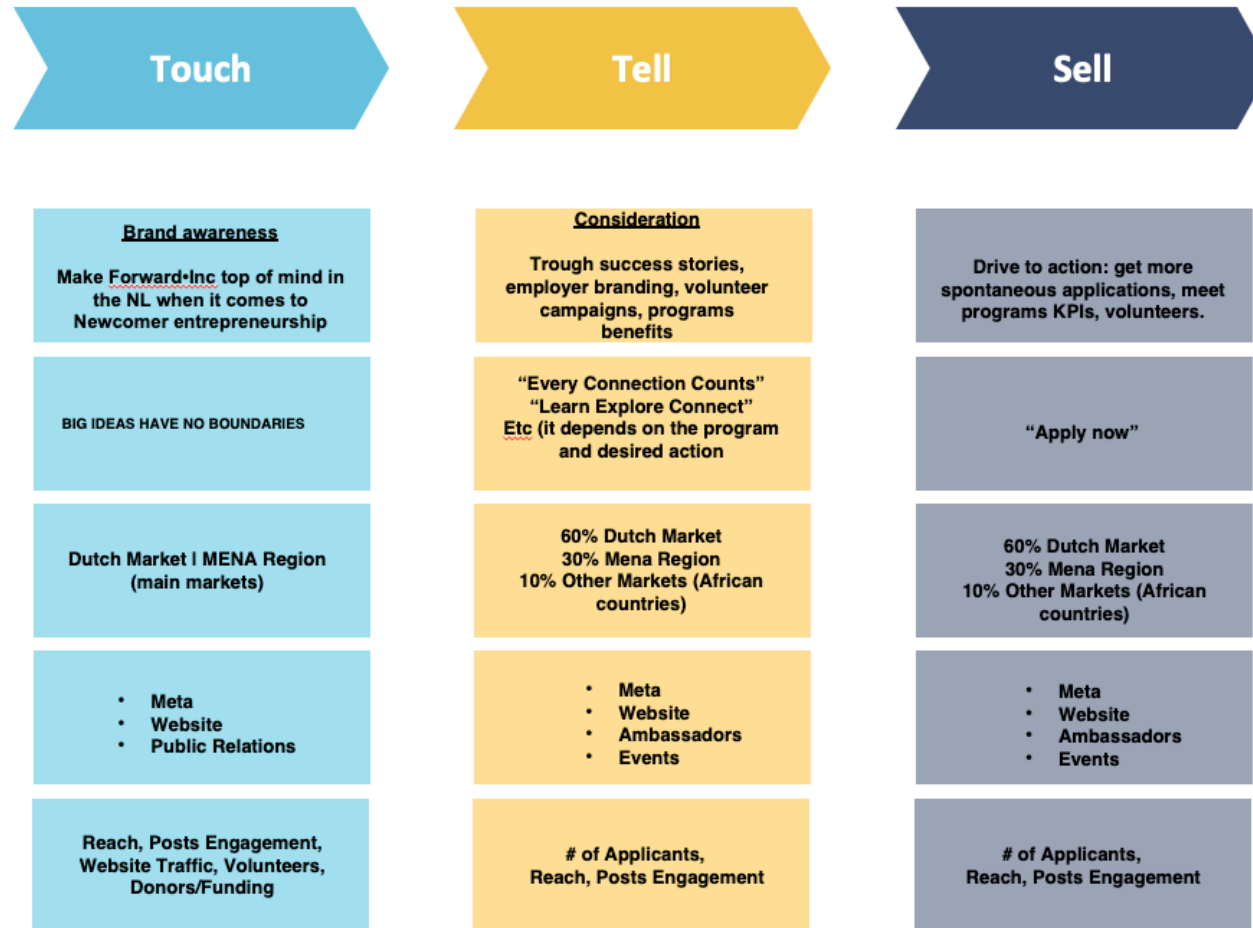 Touch
Tell
Sell
Brand awareness
Make Forward•Inc top of mind in
the NL when it comes to
Newcomer entrepreneurship
Consideration
Trough success stories,
employer branding, volunteer
campaigns, programs
benefits
Drive to action: get more
spontaneous applications, meet
programs KPIs, volunteers.
BIG IDEAS HAVE NO BOUNDARIES
“Every Connection Counts”
“Learn Explore Connect”
Etc (it depends on the program
and desired action
“Apply now”
Dutch Market I MENA Region
(main markets)
60% Dutch Market
30% Mena Region
10% Other Markets (African
countries)
60% Dutch Market
30% Mena Region
10% Other Markets (African
countries)
• Meta
• Website
• Public Relations
• Meta
• Website
• Ambassadors
• Events
• Meta
• Website
• Ambassadors
• Events
Reach, Posts Engagement,
Website Traffic, Volunteers,
Donors/Funding
# of Applicants,
Reach, Posts Engagement
# of Applicants,
Reach, Posts Engagement